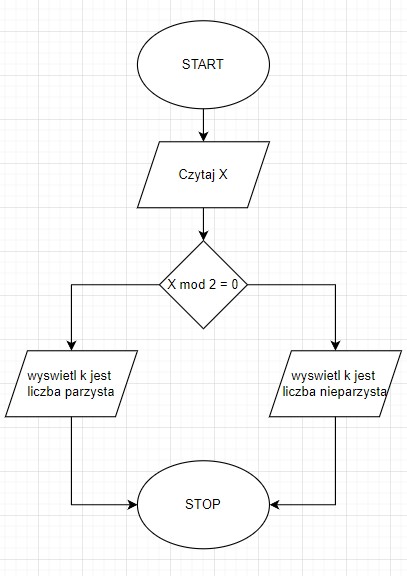 START
Czytaj X
X mod 2 = 0
wyswietl k jest
liczba parzysta
wyswietl k jest
liczba nieparzysta
STOP